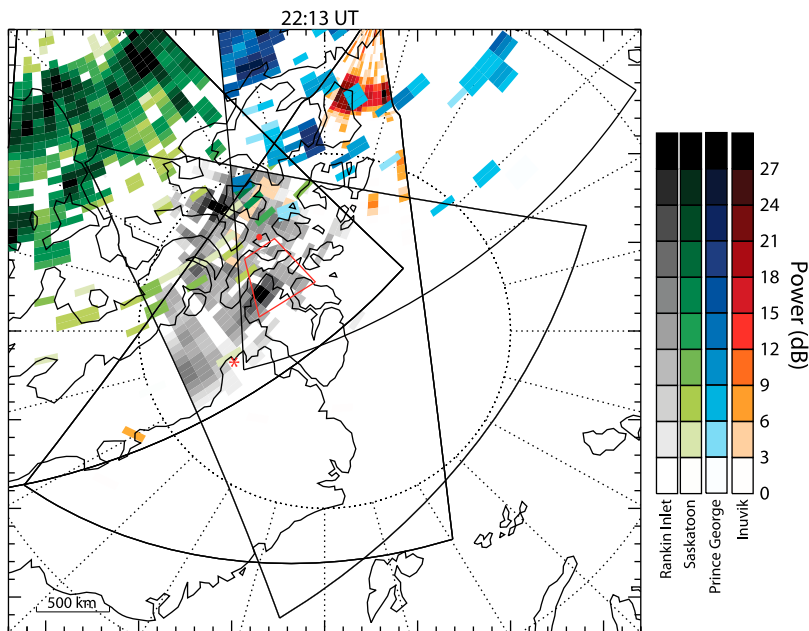 22:13 UT
27
24
21
18
15
12
9
6
3
0
Power (dB)
Rankin Inlet
Saskatoon
Prince George
Inuvik
500 km